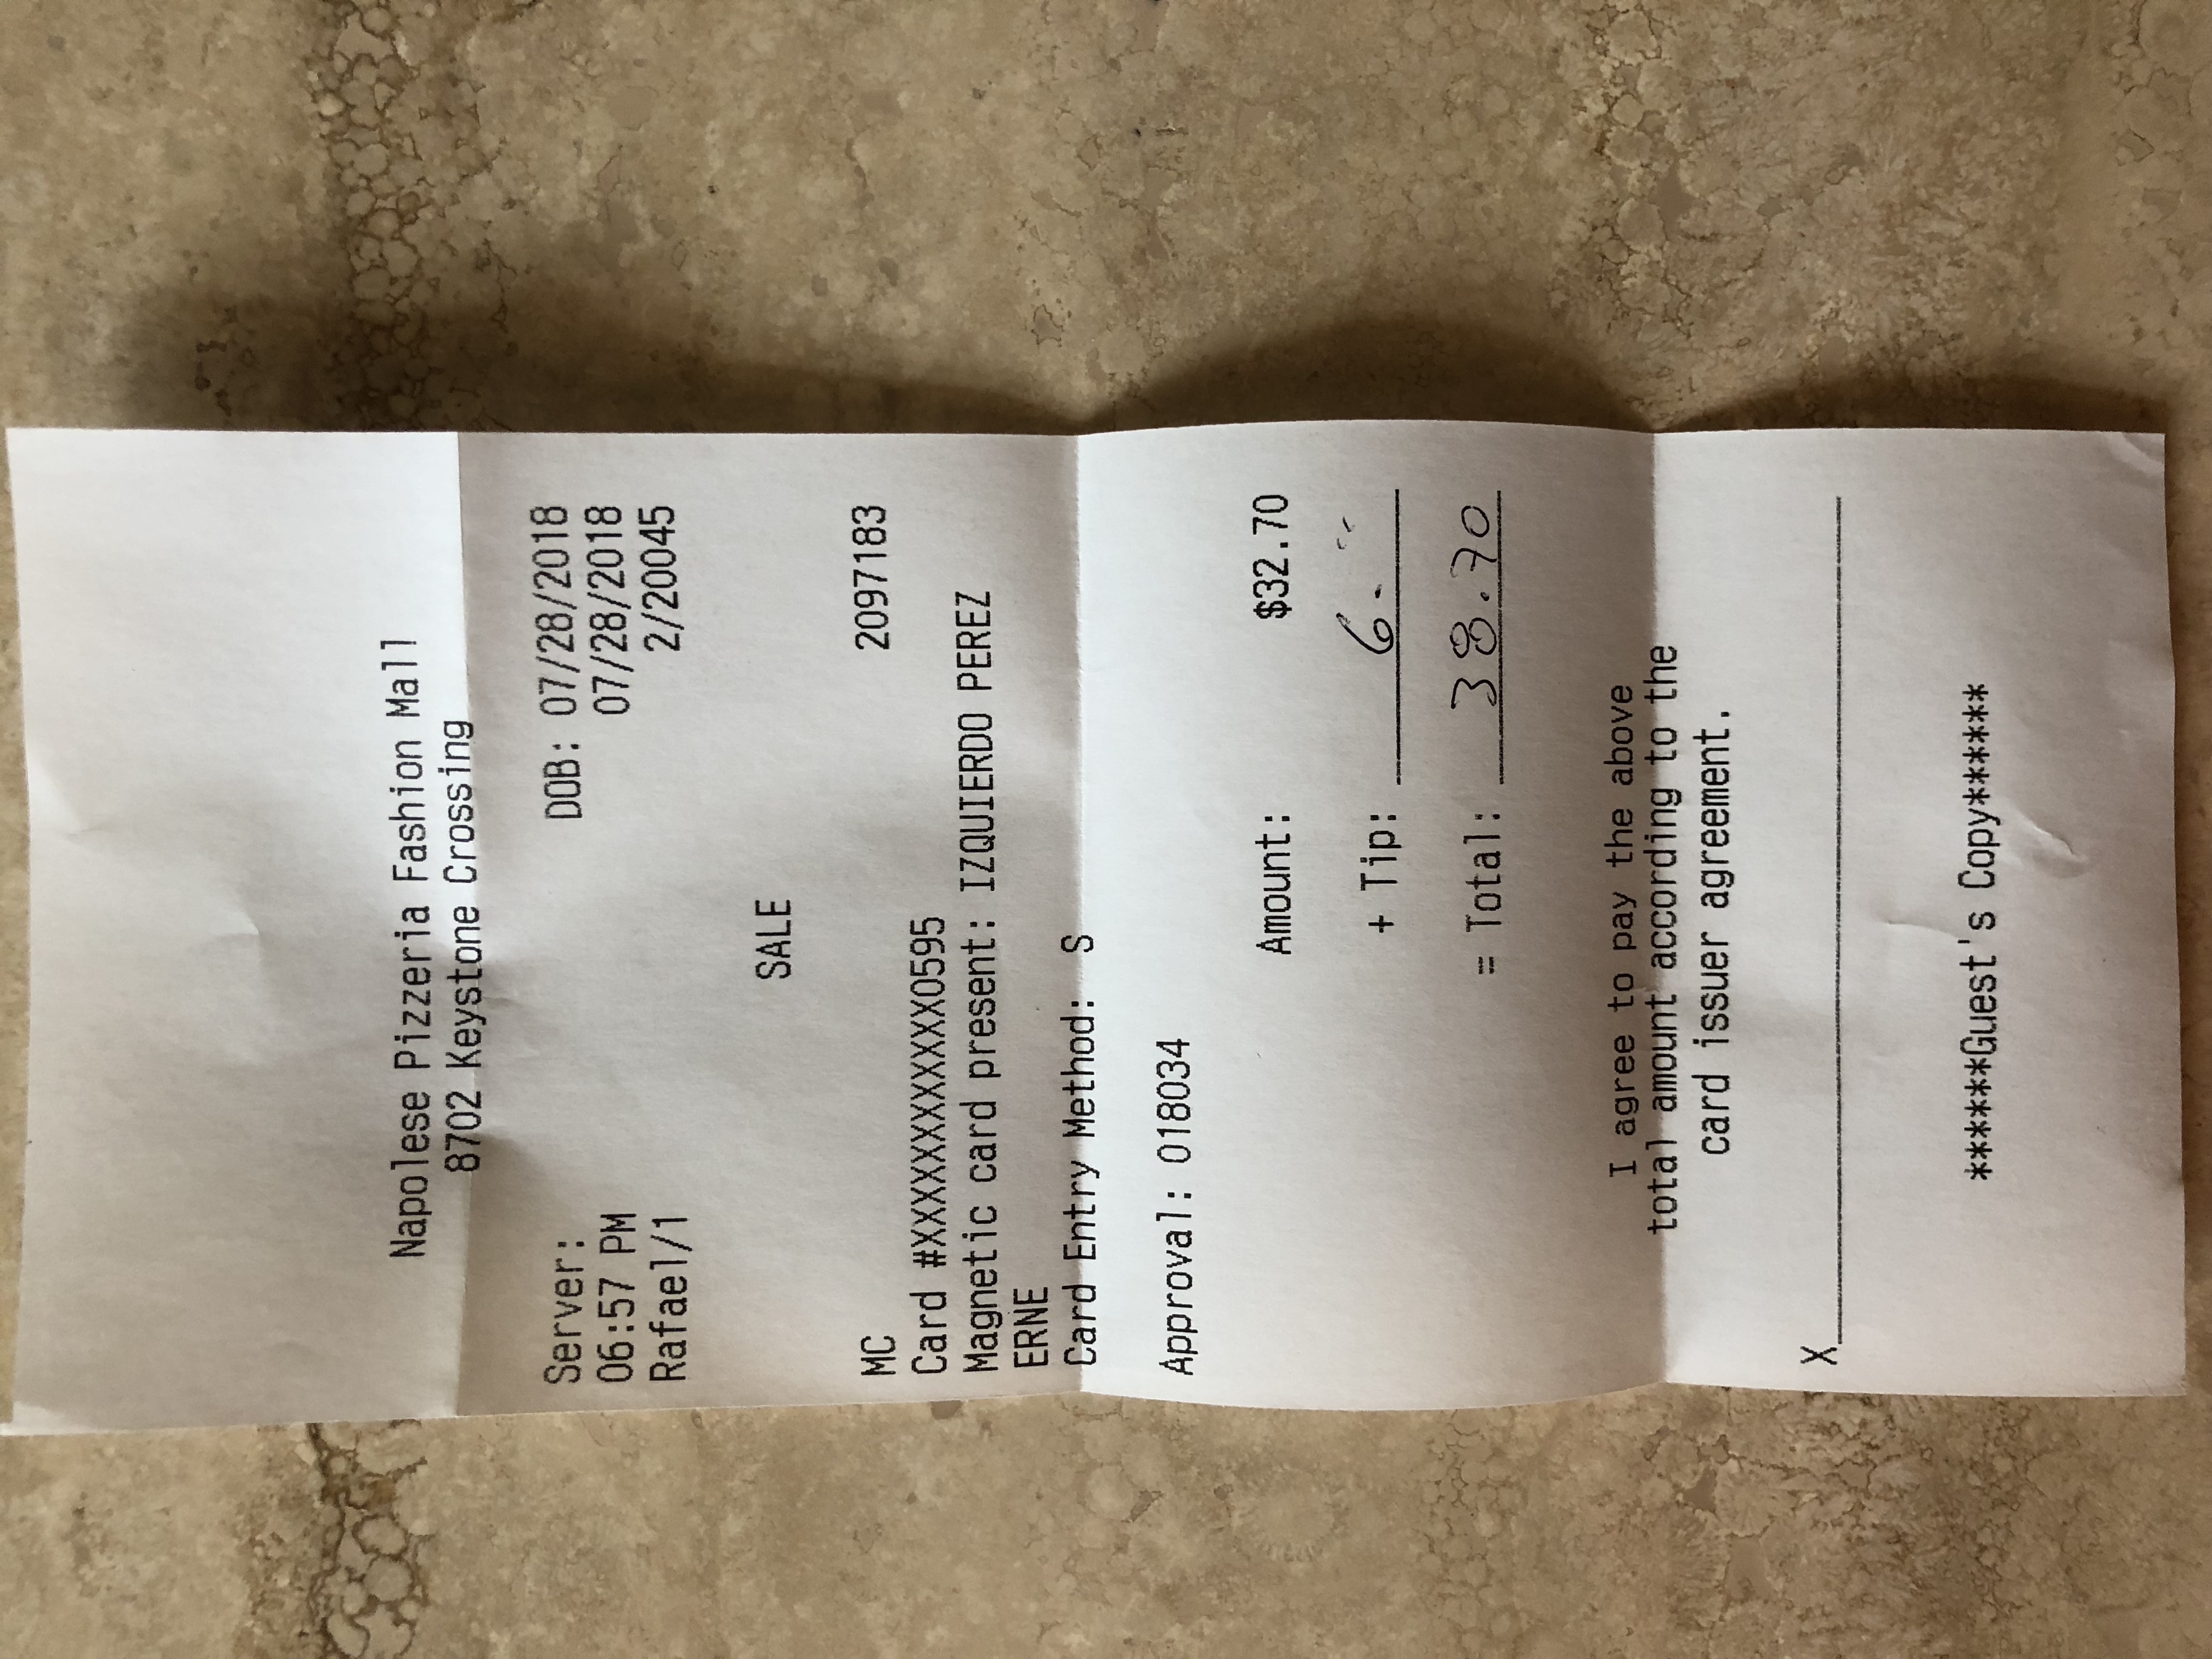 Napolese Pizzeria Fashion Mall
8702 Keystone Crossing
Server: DOB: 07/28/2018
06:57 PM 07/28/2018
Rafael/1 2/20045
SALE
MC 2097183
Card #XXXXXXXXXXXX0595
Magnetic card present: IZQUIERDO PEREZ
ERNE
Card Entry Method: S
Approval: 018034
Amount: $32.70
+ Tip: 6.
= Total: 38.70
I agree to pay the above
total amount according to the
card issuer agreement.
X
*****Guest's Copy*****